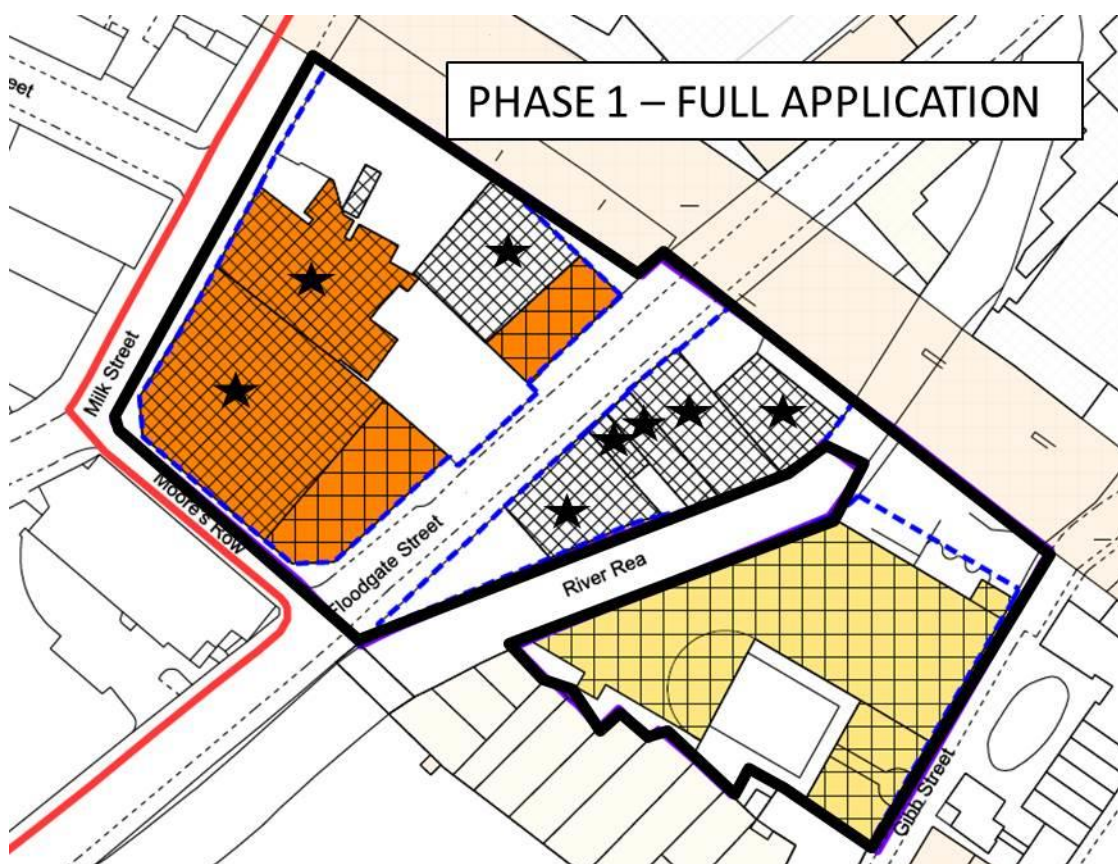 PHASE 1 – FULL APPLICATION
Milk Street
Moore's Row
Floodgate Street
River Rea
Gibb Street